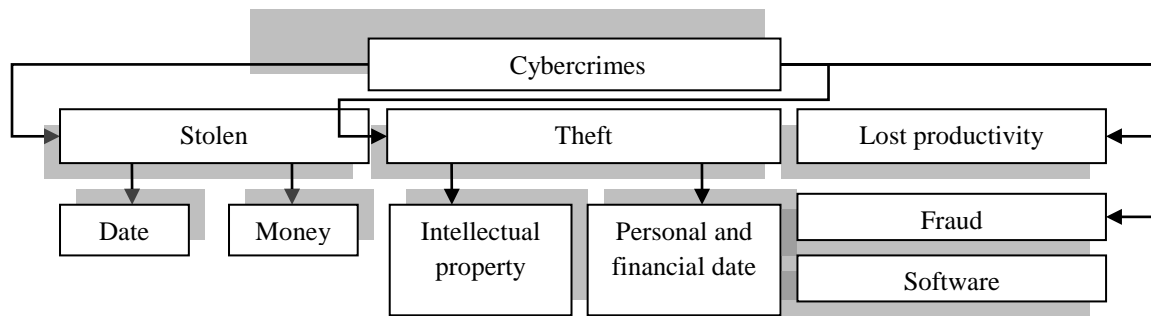 Cybercrimes
Stolen
Theft
Lost productivity
Date
Money
Intellectual
property
Personal and
financial date
Fraud
Software